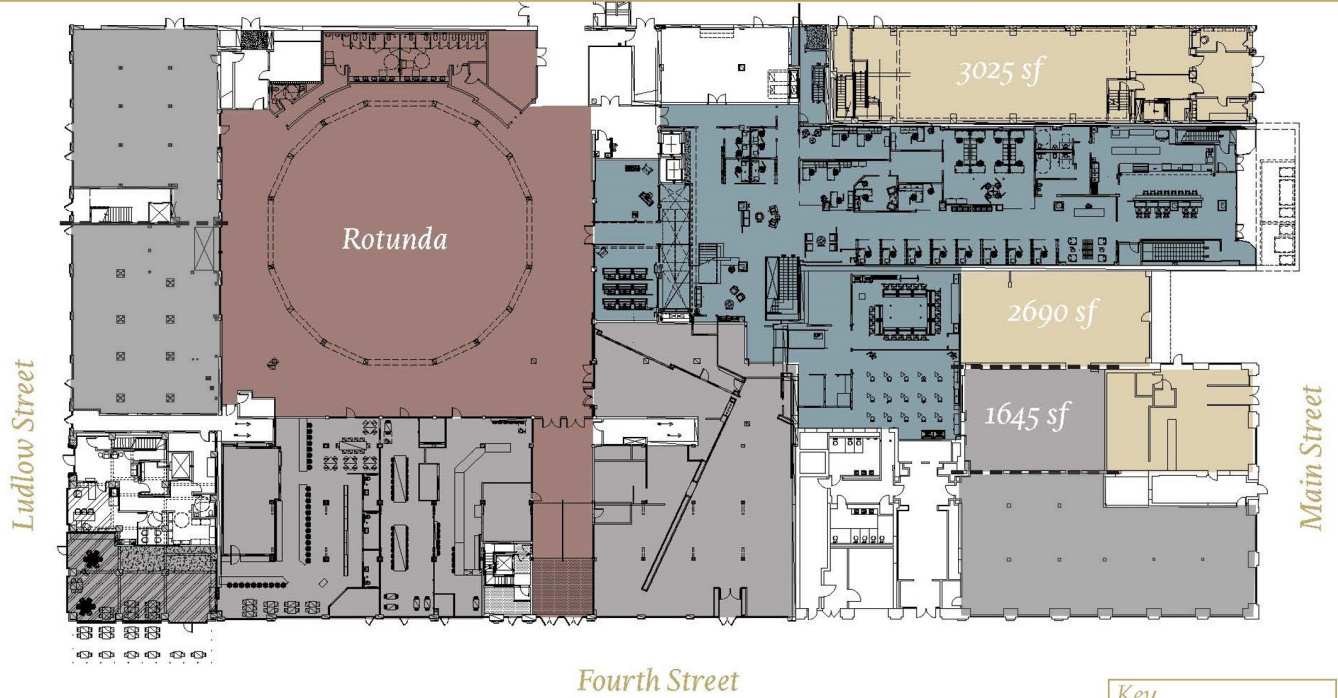 3025 sf
Rotunda
2690 sf
1645 sf
Ludlow Street
Main Street
Fourth Street
Key